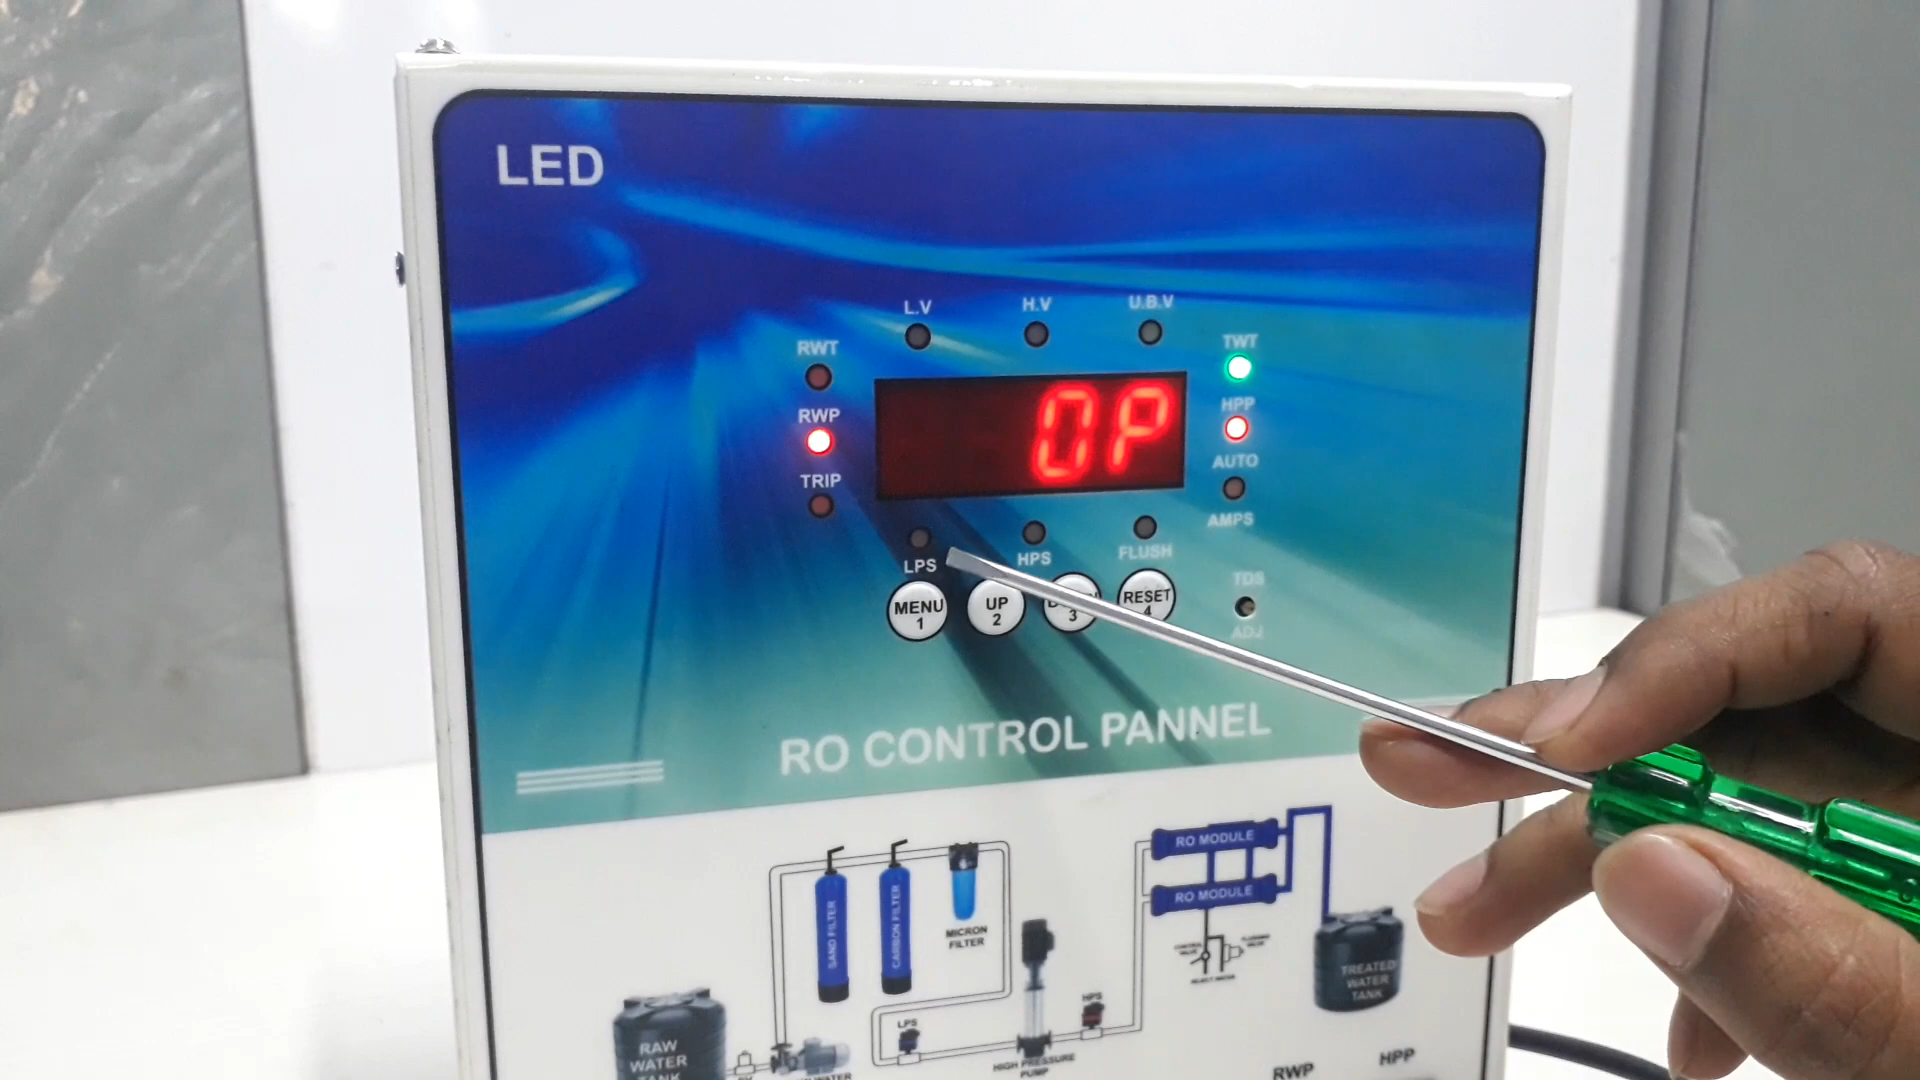 LED
L.V
H.V
U.B.V
RWT
TWT
RWP
HPP
0P
AUTO
TRIP
AMPS
LPS
HPS
FLUSH
TDS
MENU
1
UP
2
3
RESET
4
ADJ
RO CONTROL PANNEL
RO MODULE
RO MODULE
SAND FILTER
CARBON FILTER
MICRON
FILTER
TREATED
WATER
TANK
LPS
HPS
RAW
WATER
TANK
HIGH PRESSURE
PUMP
RWP
HPP